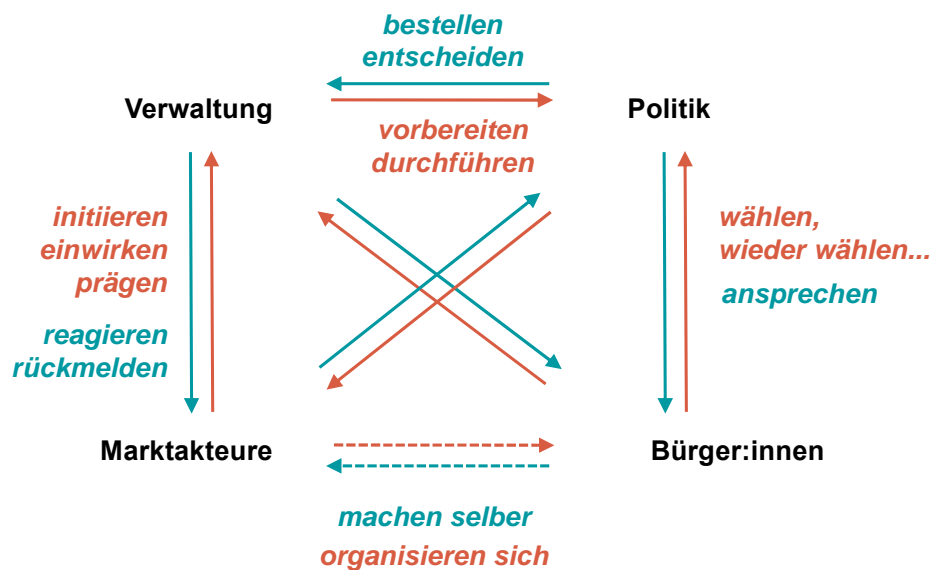 bestellen
entscheiden
Verwaltung
Politik
vorbereiten
durchführen
initiieren
einwirken
prägen
reagieren
rückmelden
wählen,
wieder wählen...
ansprechen
Marktakteure
Bürger:innen
machen selber
organisieren sich